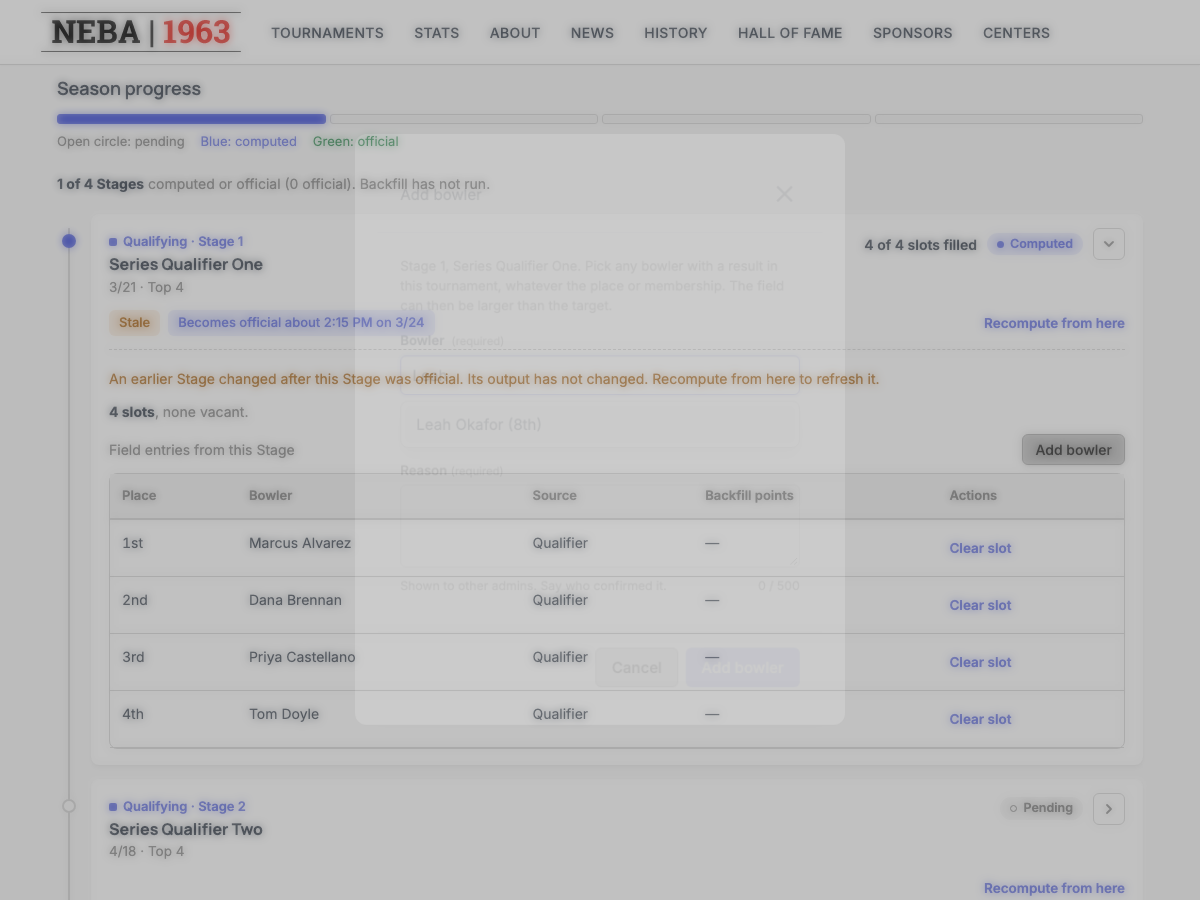 NEBA | 1963
TOURNAMENTS STATS ABOUT NEWS HISTORY HALL OF FAME SPONSORS CENTERS
Season progress
Open circle: pending Blue: computed Green: official
1 of 4 Stages computed or official (0 official). Backfill has not run.
Add bowler
Qualifying · Stage 1
4 of 4 slots filled
Computed
Series Qualifier One
3/21 · Top 4
Stage 1, Series Qualifier One. Pick any bowler with a result in
this tournament, whatever the place or membership. The field
can then be larger than the target.
Stale
Becomes official about 2:15 PM on 3/24
Recompute from here
Bowler (required)
An earlier Stage changed after this Stage was official. Its output has not changed. Recompute from here to refresh it.
4 slots, none vacant.
Leah Okafor (8th)
Field entries from this Stage
Add bowler
Reason (required)
Place Bowler Source Backfill points Actions
1st Marcus Alvarez Qualifier — Clear slot
Shown to other admins. Say who confirmed it.
0 / 500
2nd Dana Brennan Qualifier — Clear slot
3rd Priya Castellano Qualifier — Clear slot
Cancel
Add bowler
4th Tom Doyle Qualifier — Clear slot
Qualifying · Stage 2
Pending
Series Qualifier Two
4/18 · Top 4
Recompute from here